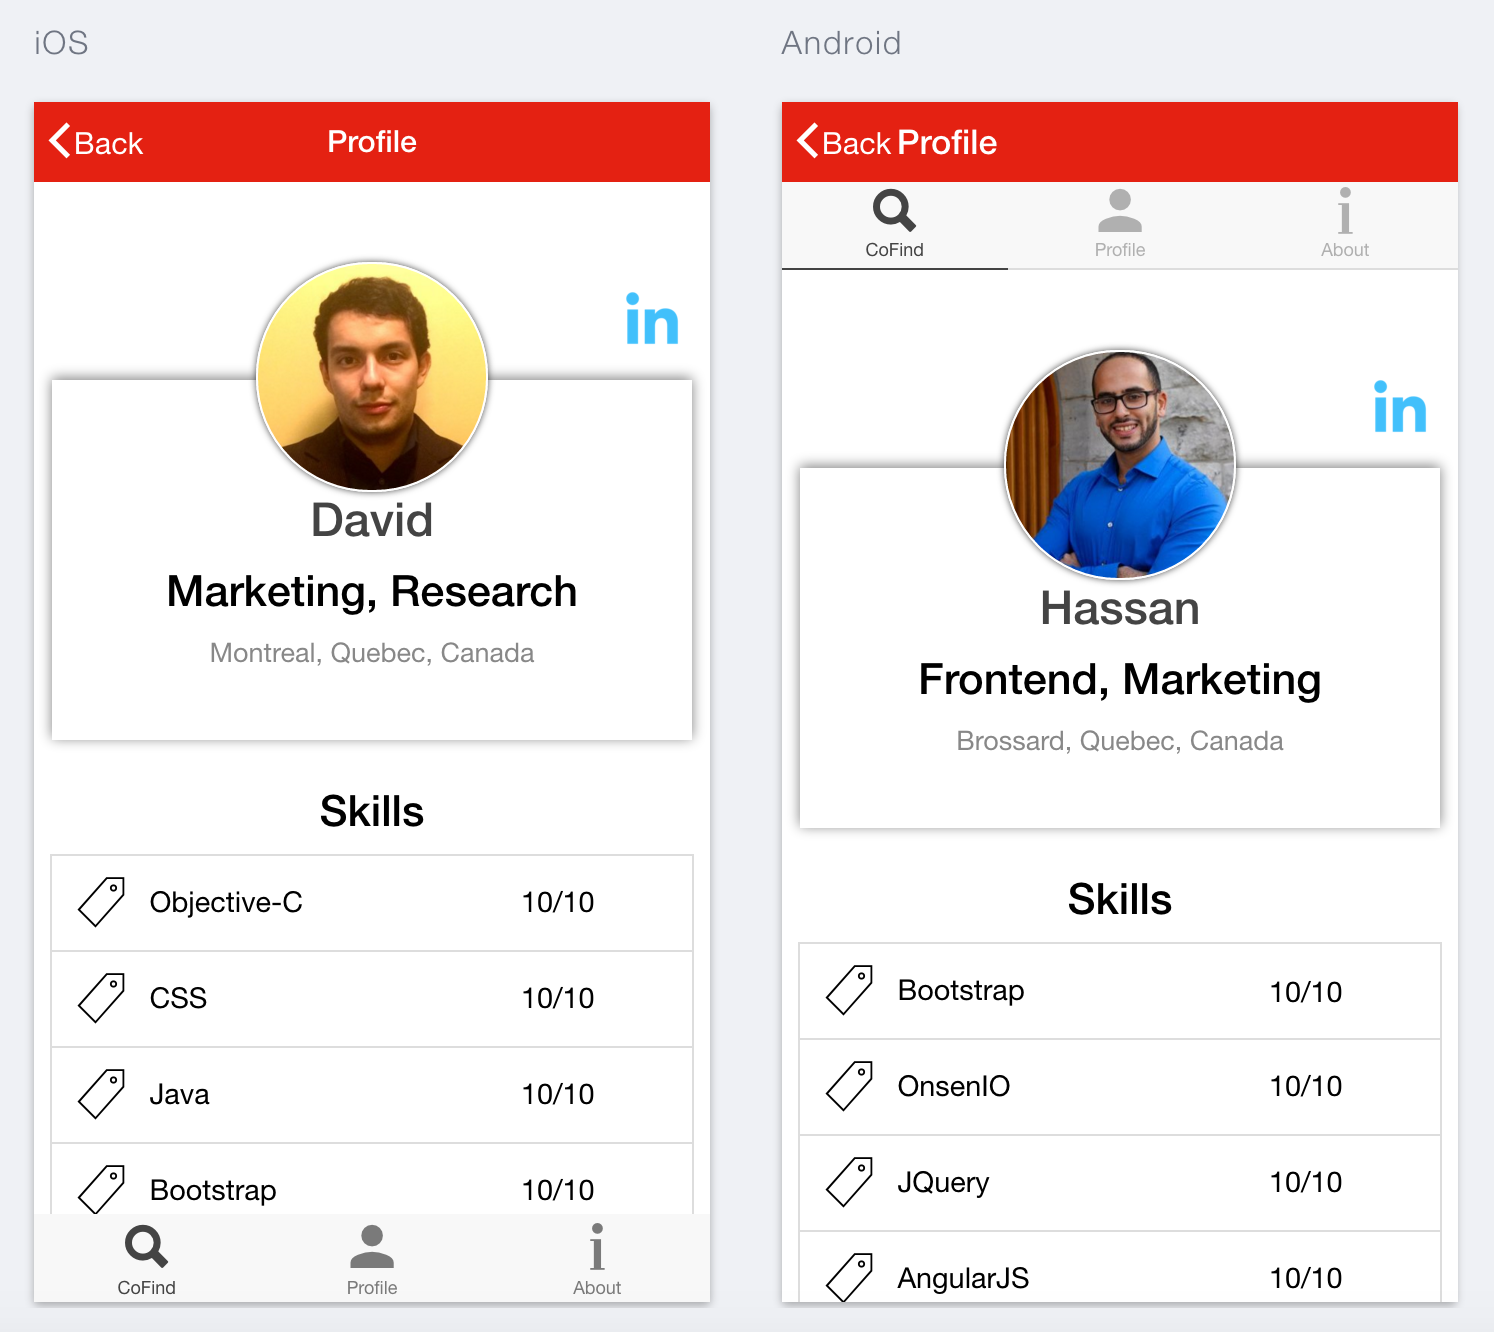 iOS
Back Profile
in
David
Marketing, Research
Montreal, Quebec, Canada
Skills
Objective-C 10/10
CSS 10/10
Java 10/10
Bootstrap 10/10
CoFind Profile About
Android
Back Profile
CoFind Profile About
in
Hassan
Frontend, Marketing
Brossard, Quebec, Canada
Skills
Bootstrap 10/10
OnsenIO 10/10
JQuery 10/10
AngularJS 10/10